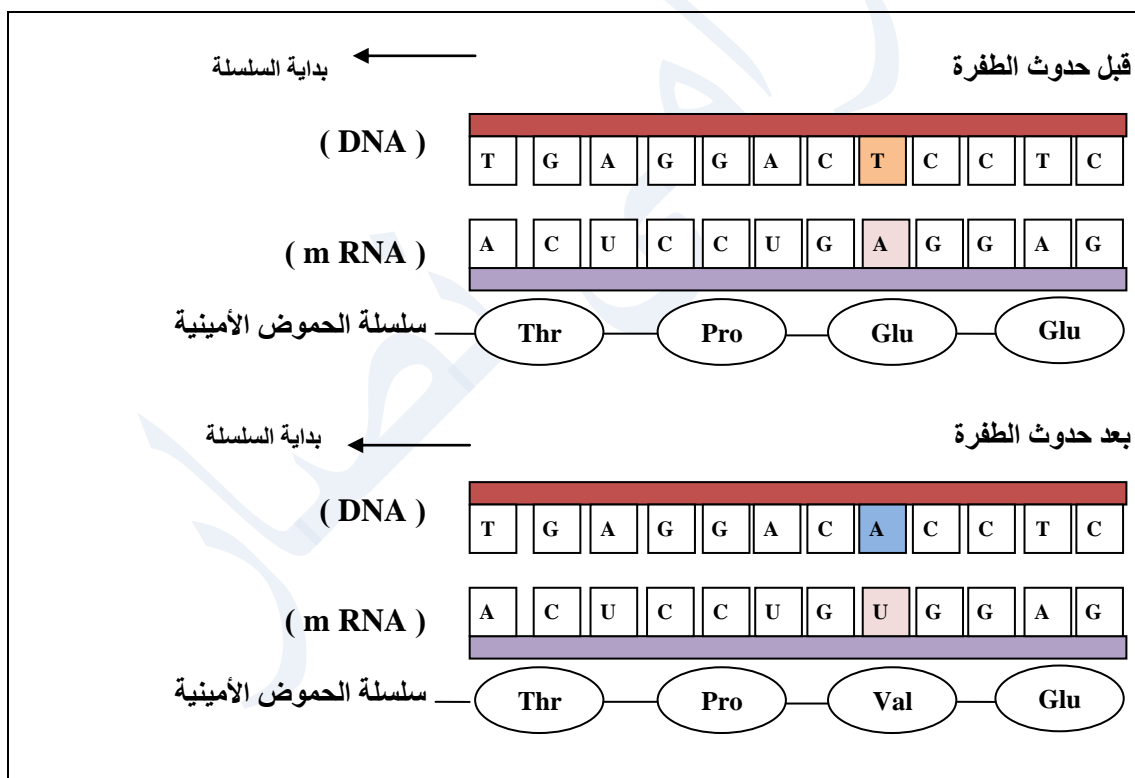 قبل حدوث الطفرة
بداية السلسلة
( DNA ) T G A G G A C T C C T C
( m RNA ) A C U C C U G A G G A G
سلسلة الحموض الأمينية Thr Pro Glu Glu
بعد حدوث الطفرة
بداية السلسلة
( DNA ) T G A G G A C A C C T C
( m RNA ) A C U C C U G U G G A G
سلسلة الحموض الأمينية Thr Pro Val Glu